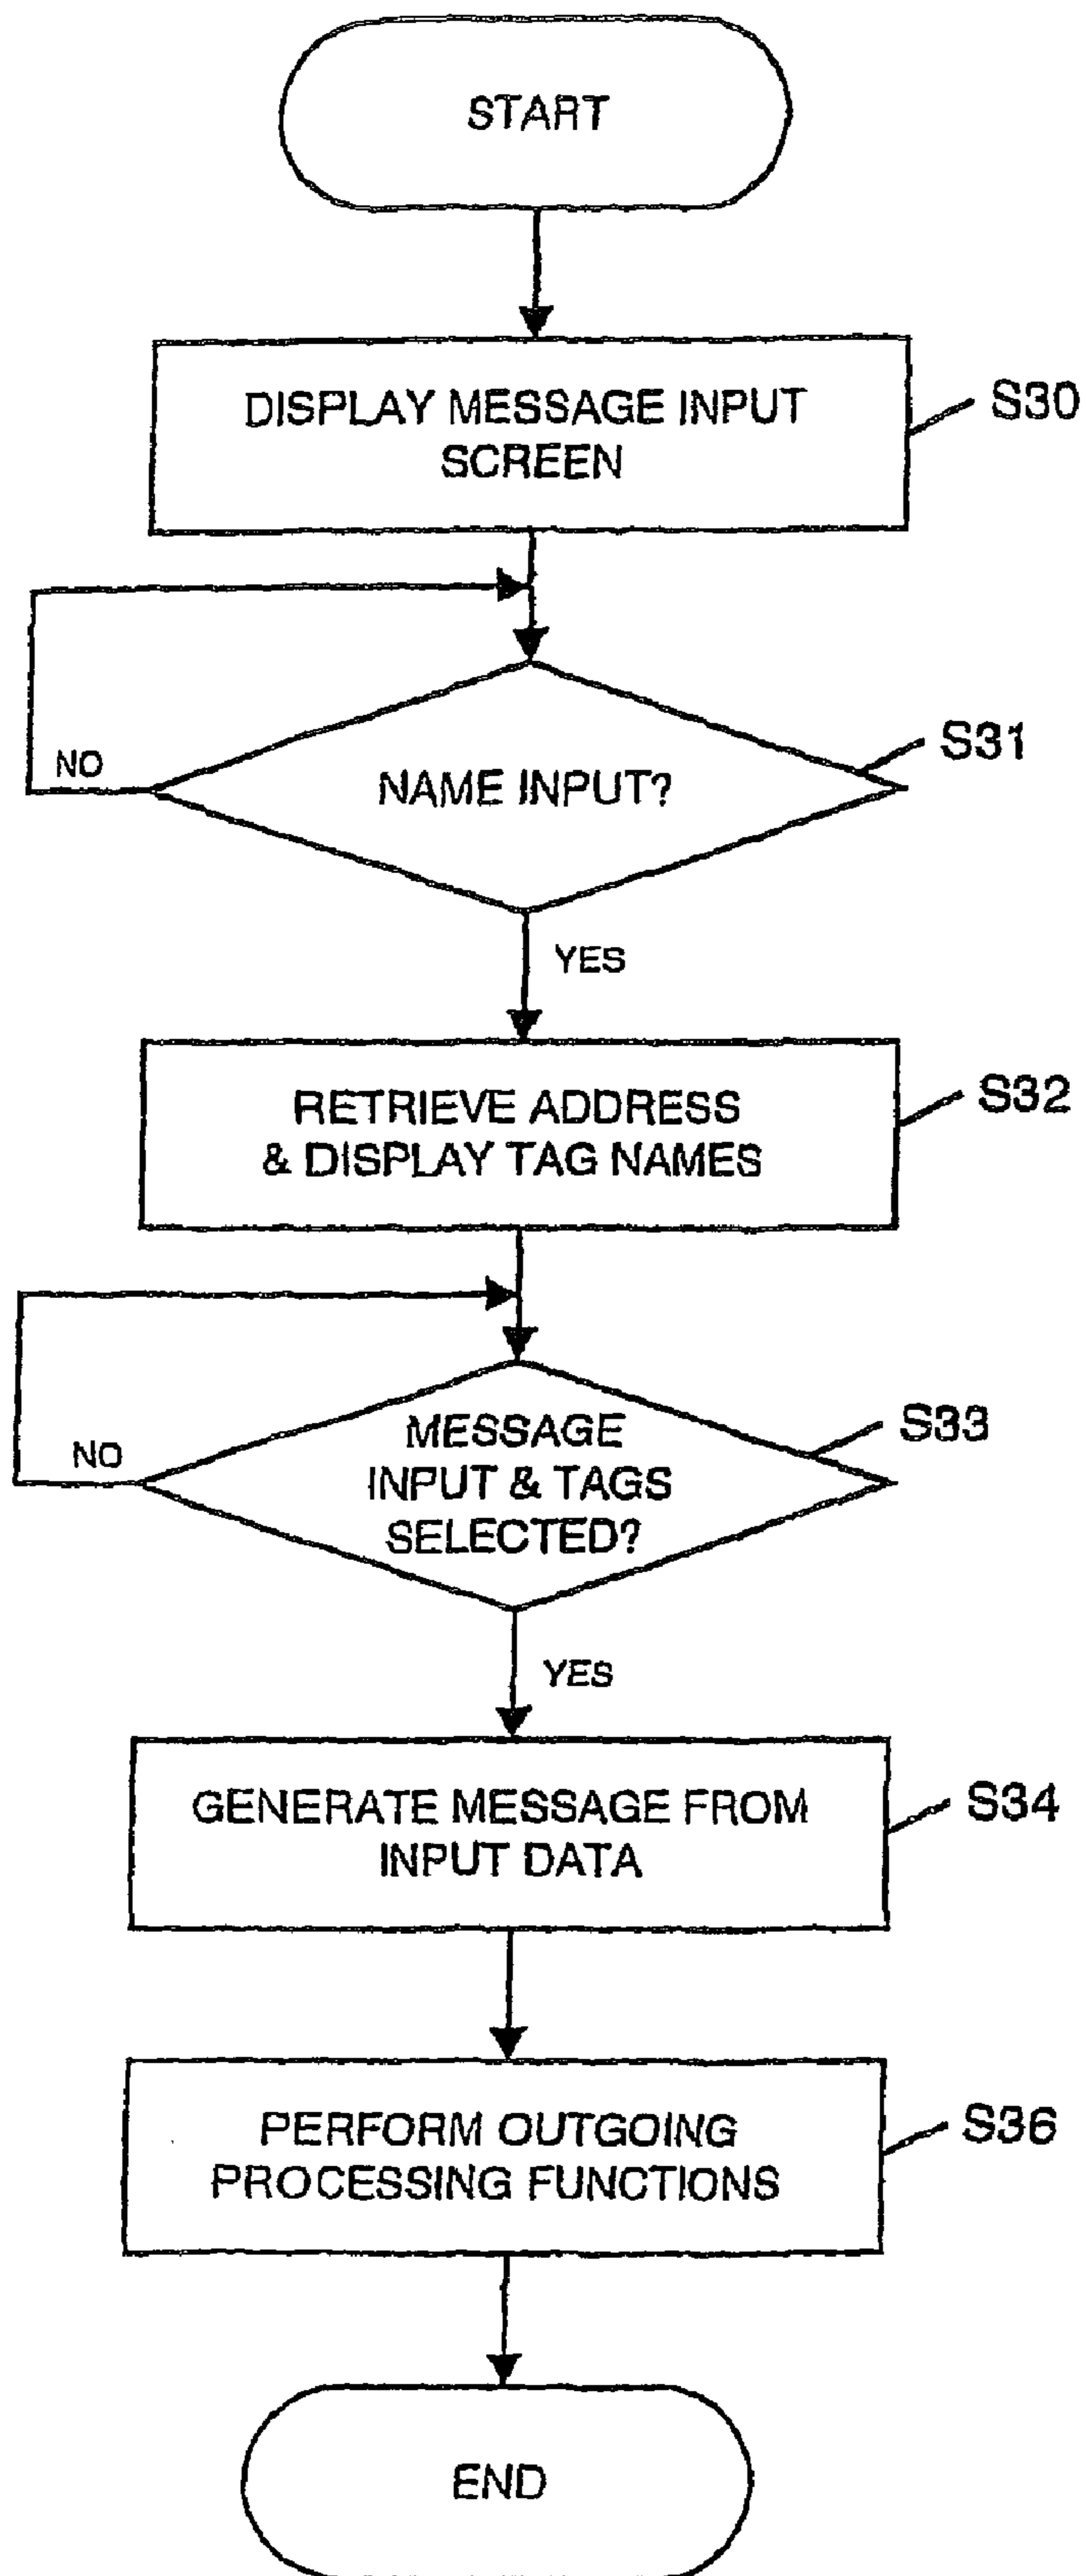 START
DISPLAY MESSAGE INPUT
SCREEN
S30
NAME INPUT?
S31
NO
YES
RETRIEVE ADDRESS
& DISPLAY TAG NAMES
S32
MESSAGE
INPUT & TAGS
SELECTED?
S33
NO
YES
GENERATE MESSAGE FROM
INPUT DATA
S34
PERFORM OUTGOING
PROCESSING FUNCTIONS
S36
END